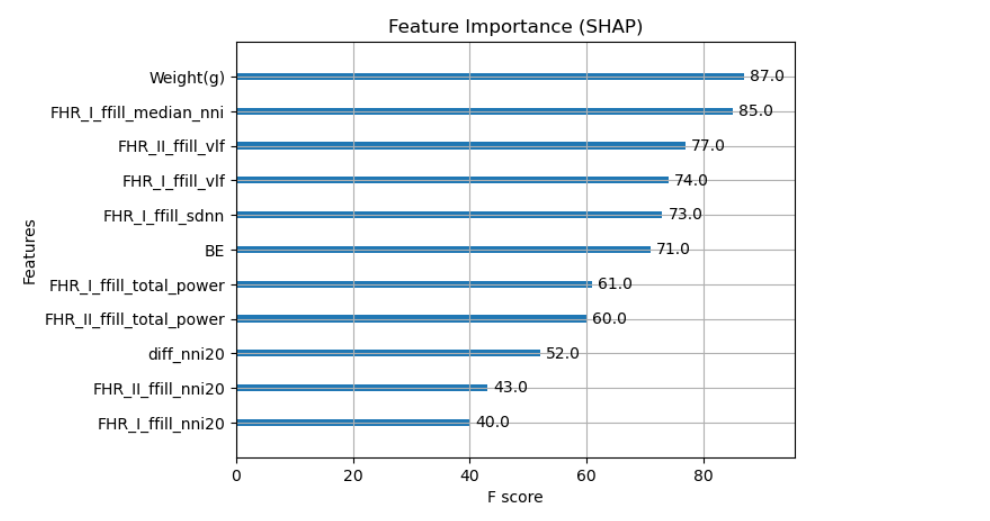 Feature Importance (SHAP)
Weight(g) 87.0
FHR_I_ffill_median_nni 85.0
FHR_II_ffill_vlf 77.0
FHR_I_ffill_vlf 74.0
FHR_I_ffill_sdnn 73.0
BE 71.0
FHR_I_ffill_total_power 61.0
FHR_II_ffill_total_power 60.0
diff_nni20 52.0
FHR_II_ffill_nni20 43.0
FHR_I_ffill_nni20 40.0
Features
0 20 40 60 80
F score